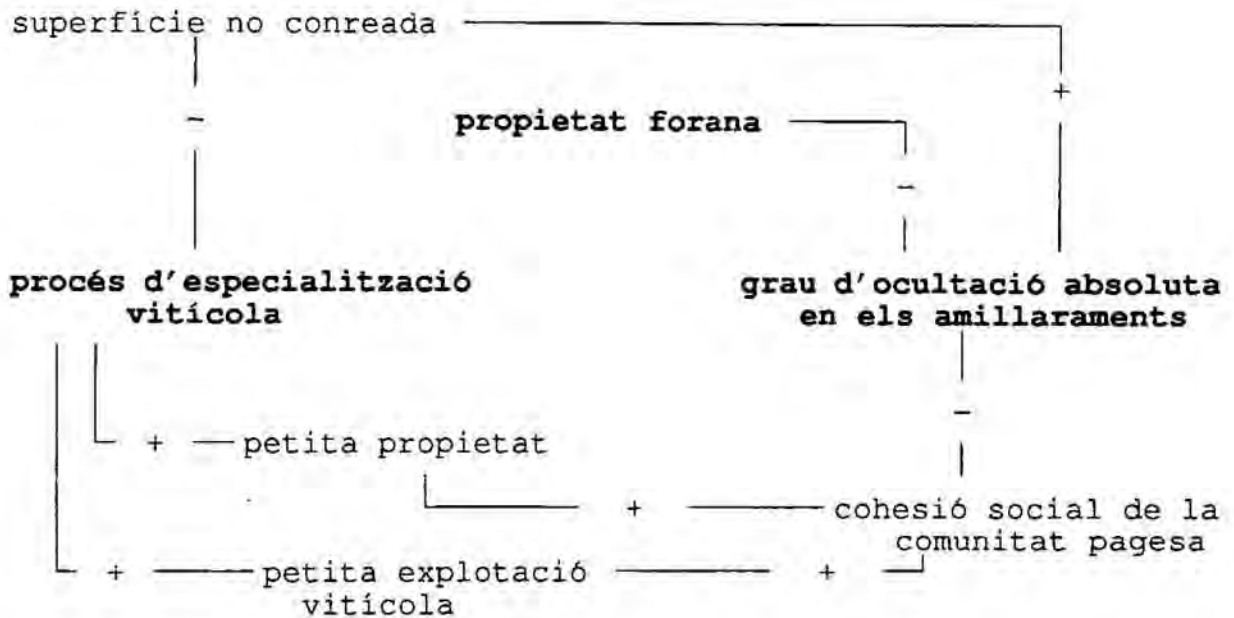 superfície no conreada
+
-
propietat forana
-
procés d'especialització
vitícola
grau d'ocultació absoluta
en els amillaraments
-
+ petita propietat
+ cohesió social de la
comunitat pagesa
+ petita explotació +
vitícola